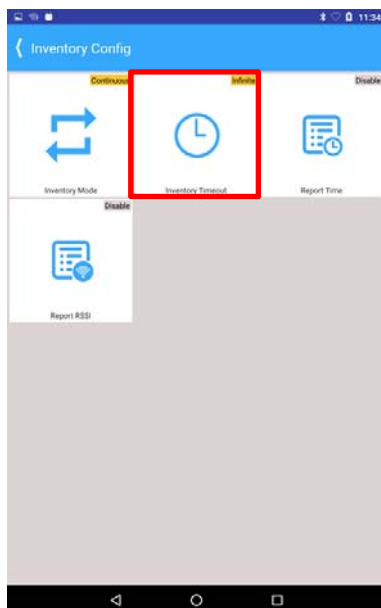 11:34
Inventory Config
Continuous
Infinite
Disable
Inventory Mode
Inventory Timeout
Report Time
Disable
Report RSSI